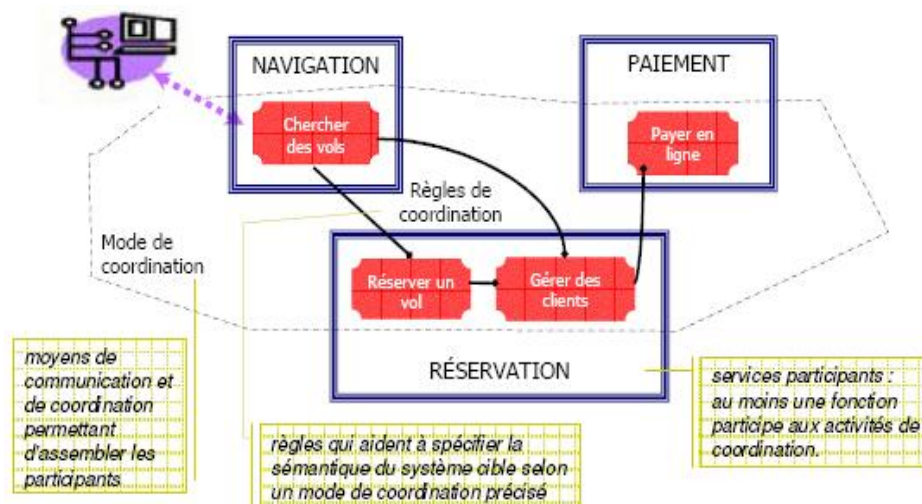 NAVIGATION
PAIEMENT
Chercher
des vols
Payer en
ligne
Règles de
coordination
Mode de
coordination
Réserver un
vol
Gérer des
clients
RÉSERVATION
moyens de
communication et
de coordination
permettant
d'assembler les
participants
règles qui aident à spécifier la
sémantique du système cible selon
un mode de coordination précisé
services participants :
au moins une fonction
participe aux activités de
coordination.